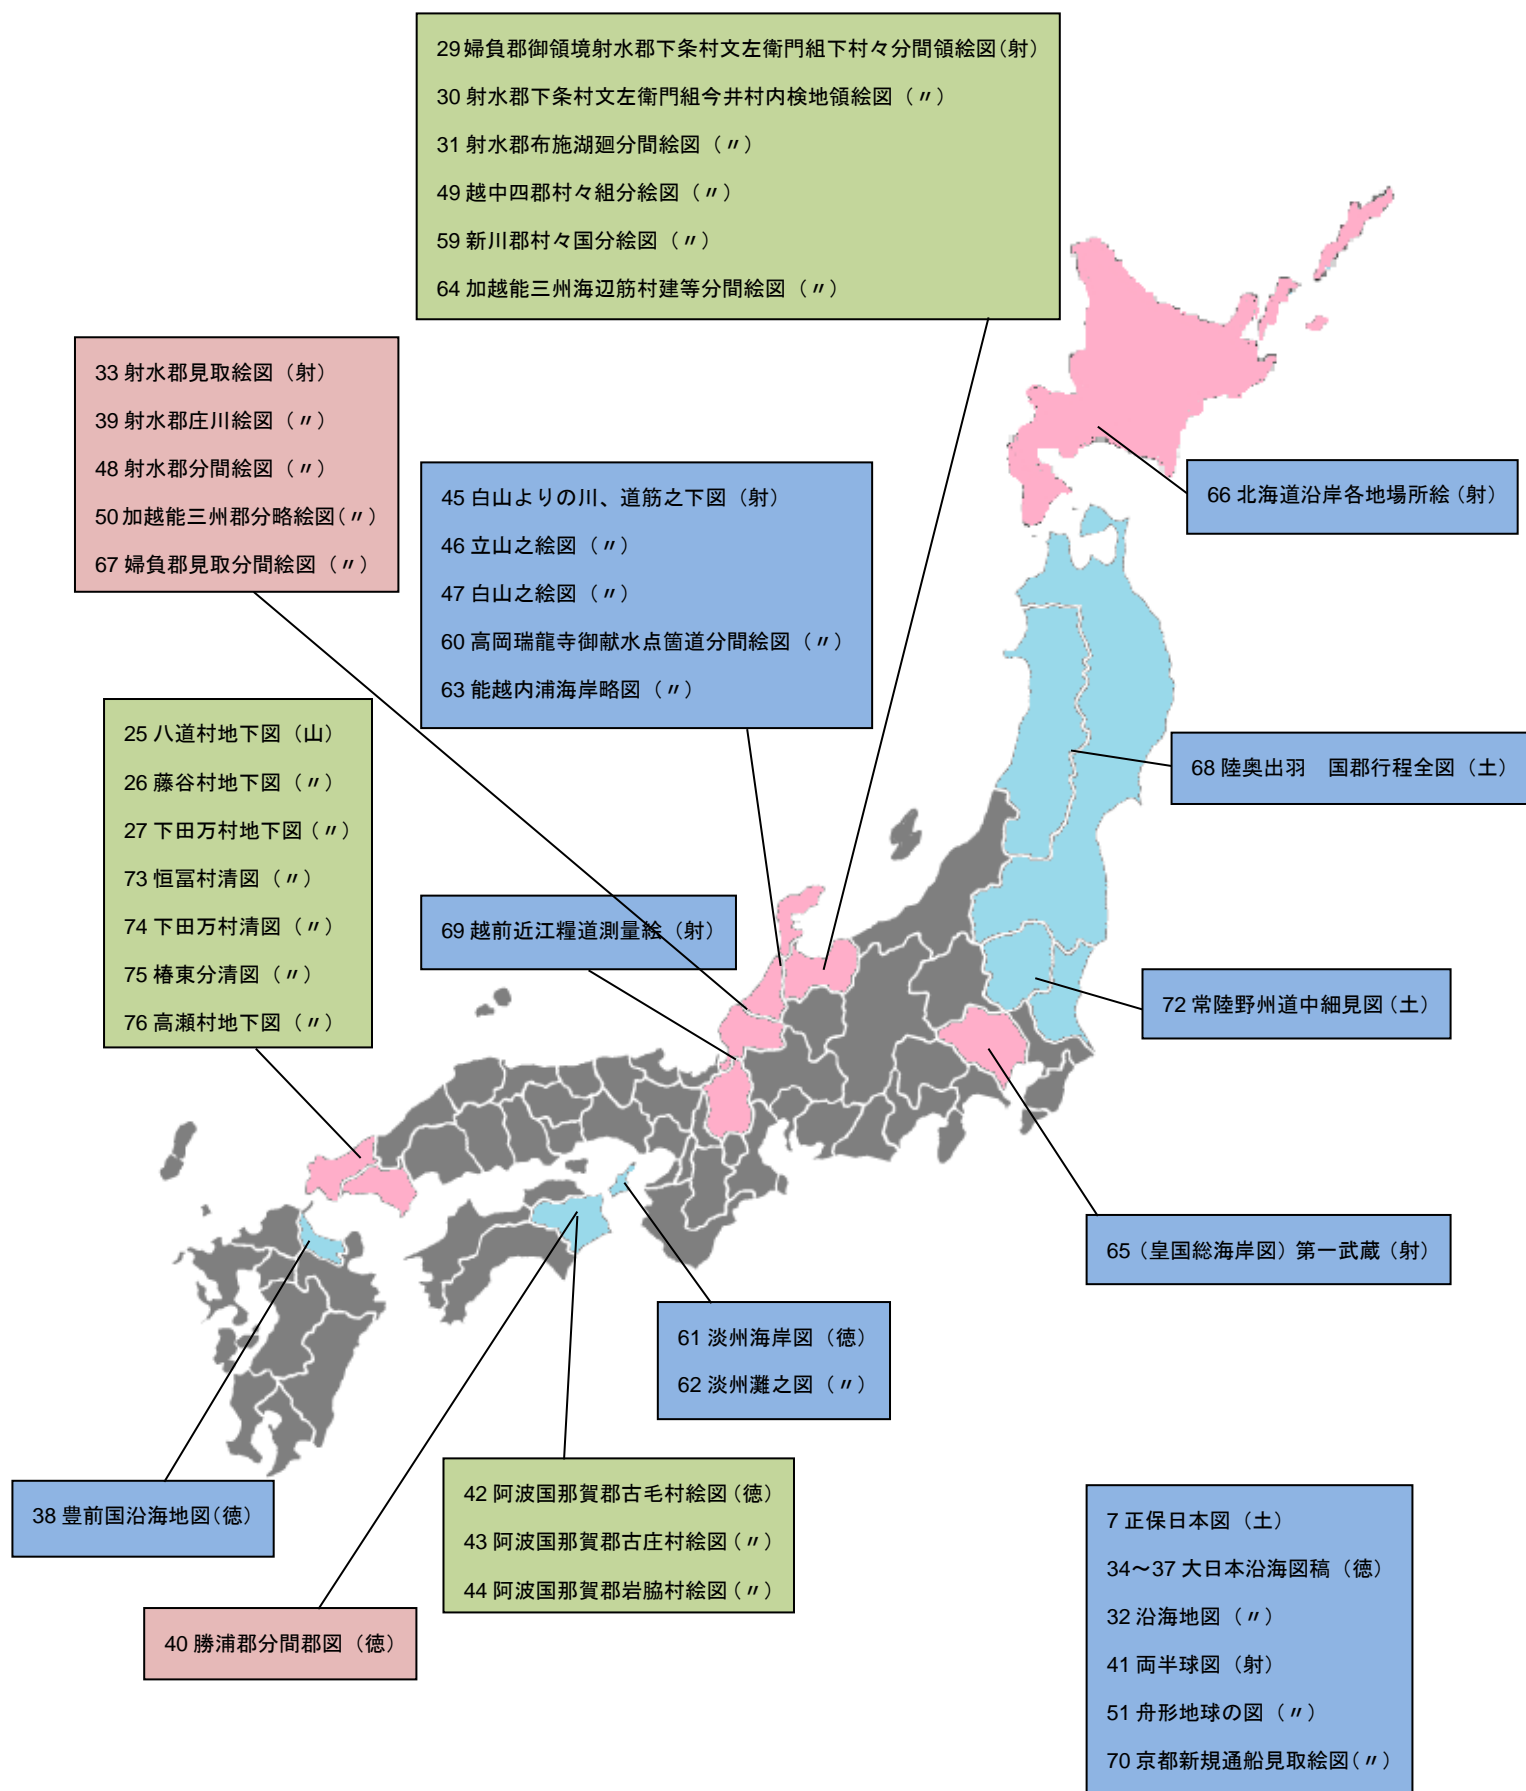 29 婦負郡御領境射水郡下条村文左衛門組下村々分間領絵図（射）
30 射水郡下条村文左衛門組今井村内検地領絵図（〃）
31 射水郡布施湖廻分間絵図（〃）
49 越中四郡村々組分絵図（〃）
59 新川郡村々国分絵図（〃）
64 加越能三州海辺筋村建等分間絵図（〃）
33 射水郡見取絵図（射）
39 射水郡庄川絵図（〃）
48 射水郡分間絵図（〃）
50 加越能三州郡分略絵図（〃）
67 婦負郡見取分間絵図（〃）
45 白山よりの川、道筋之下図（射）
46 立山之絵図（〃）
47 白山之絵図（〃）
60 高岡瑞龍寺御献水点箇道分間絵図（〃）
63 能越内浦海岸略図（〃）
66 北海道沿岸各地場所絵（射）
25 八道村地下図（山）
26 藤谷村地下図（〃）
27 下田万村地下図（〃）
73 恒冨村清図（〃）
74 下田万村清図（〃）
75 椿東分清図（〃）
76 高瀬村地下図（〃）
68 陸奥出羽　国郡行程全図（土）
69 越前近江糧道測量絵（射）
72 常陸野州道中細見図（土）
65（皇国総海岸図）第一武蔵（射）
61 淡州海岸図（徳）
62 淡州灘之図（〃）
38 豊前国沿海地図（徳）
42 阿波国那賀郡古毛村絵図（徳）
43 阿波国那賀郡古庄村絵図（〃）
44 阿波国那賀郡岩脇村絵図（〃）
40 勝浦郡分間郡図（徳）
7 正保日本図（土）
34～37 大日本沿海図稿（徳）
32 沿海地図（〃）
41 両半球図（射）
51 舟形地球の図（〃）
70 京都新規通船見取絵図（〃）